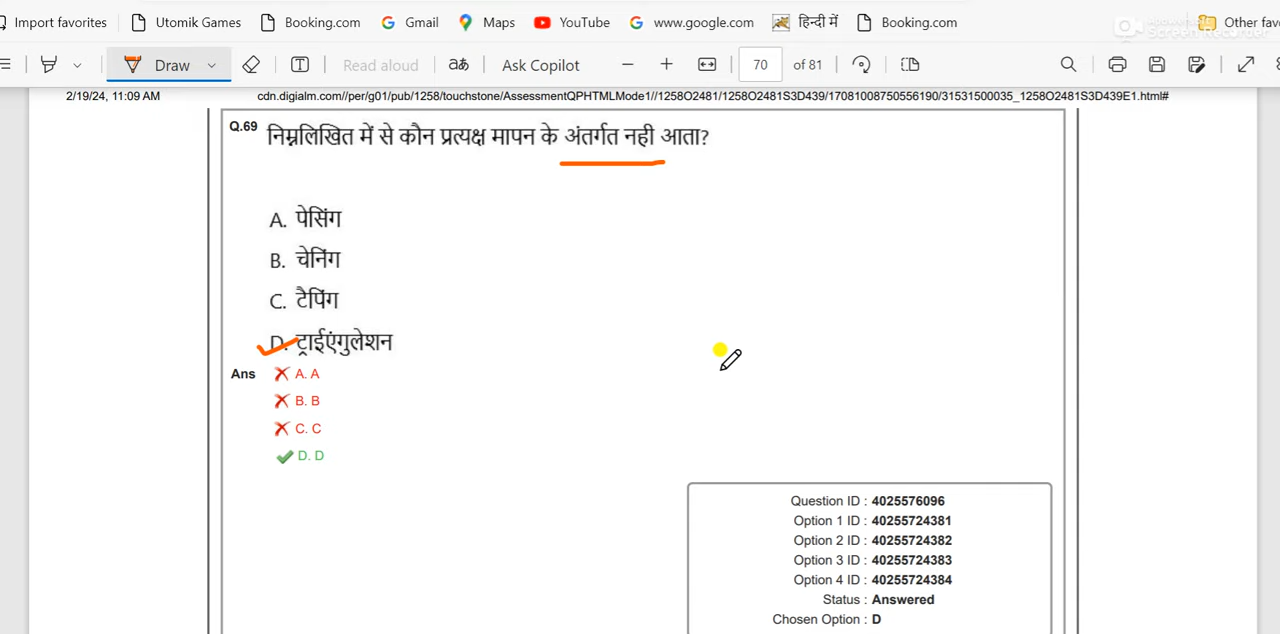 Import favorites Utomik Games Booking.com Gmail Maps YouTube www.google.com हिन्दी में Booking.com Other favo
Draw T Read aloud aあ Ask Copilot 70 of 81
2/19/24, 11:09 AM cdn.digialm.com//per/g01/pub/1258/touchstone/AssessmentQPHTMLMode1//1258O2481/1258O2481S3D439/17081008750556190/31531500035_1258O2481S3D439E1.html#
Q.69 निम्नलिखित में से कौन प्रत्यक्ष मापन के अंतर्गत नही आता?
A. पेसिंग
B. चेनिंग
C. टैपिंग
D. ट्राईएंगुलेशन
Ans A. A
B. B
C. C
D. D
Question ID : 4025576096
Option 1 ID : 40255724381
Option 2 ID : 40255724382
Option 3 ID : 40255724383
Option 4 ID : 40255724384
Status : Answered
Chosen Option : D